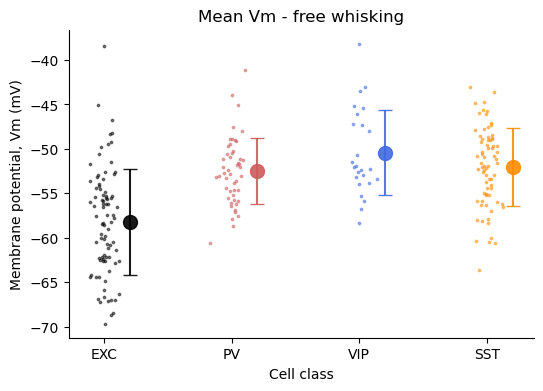 Mean Vm - free whisking
Membrane potential, Vm (mV)
−40
−45
−50
−55
−60
−65
−70
EXC PV VIP SST
Cell class